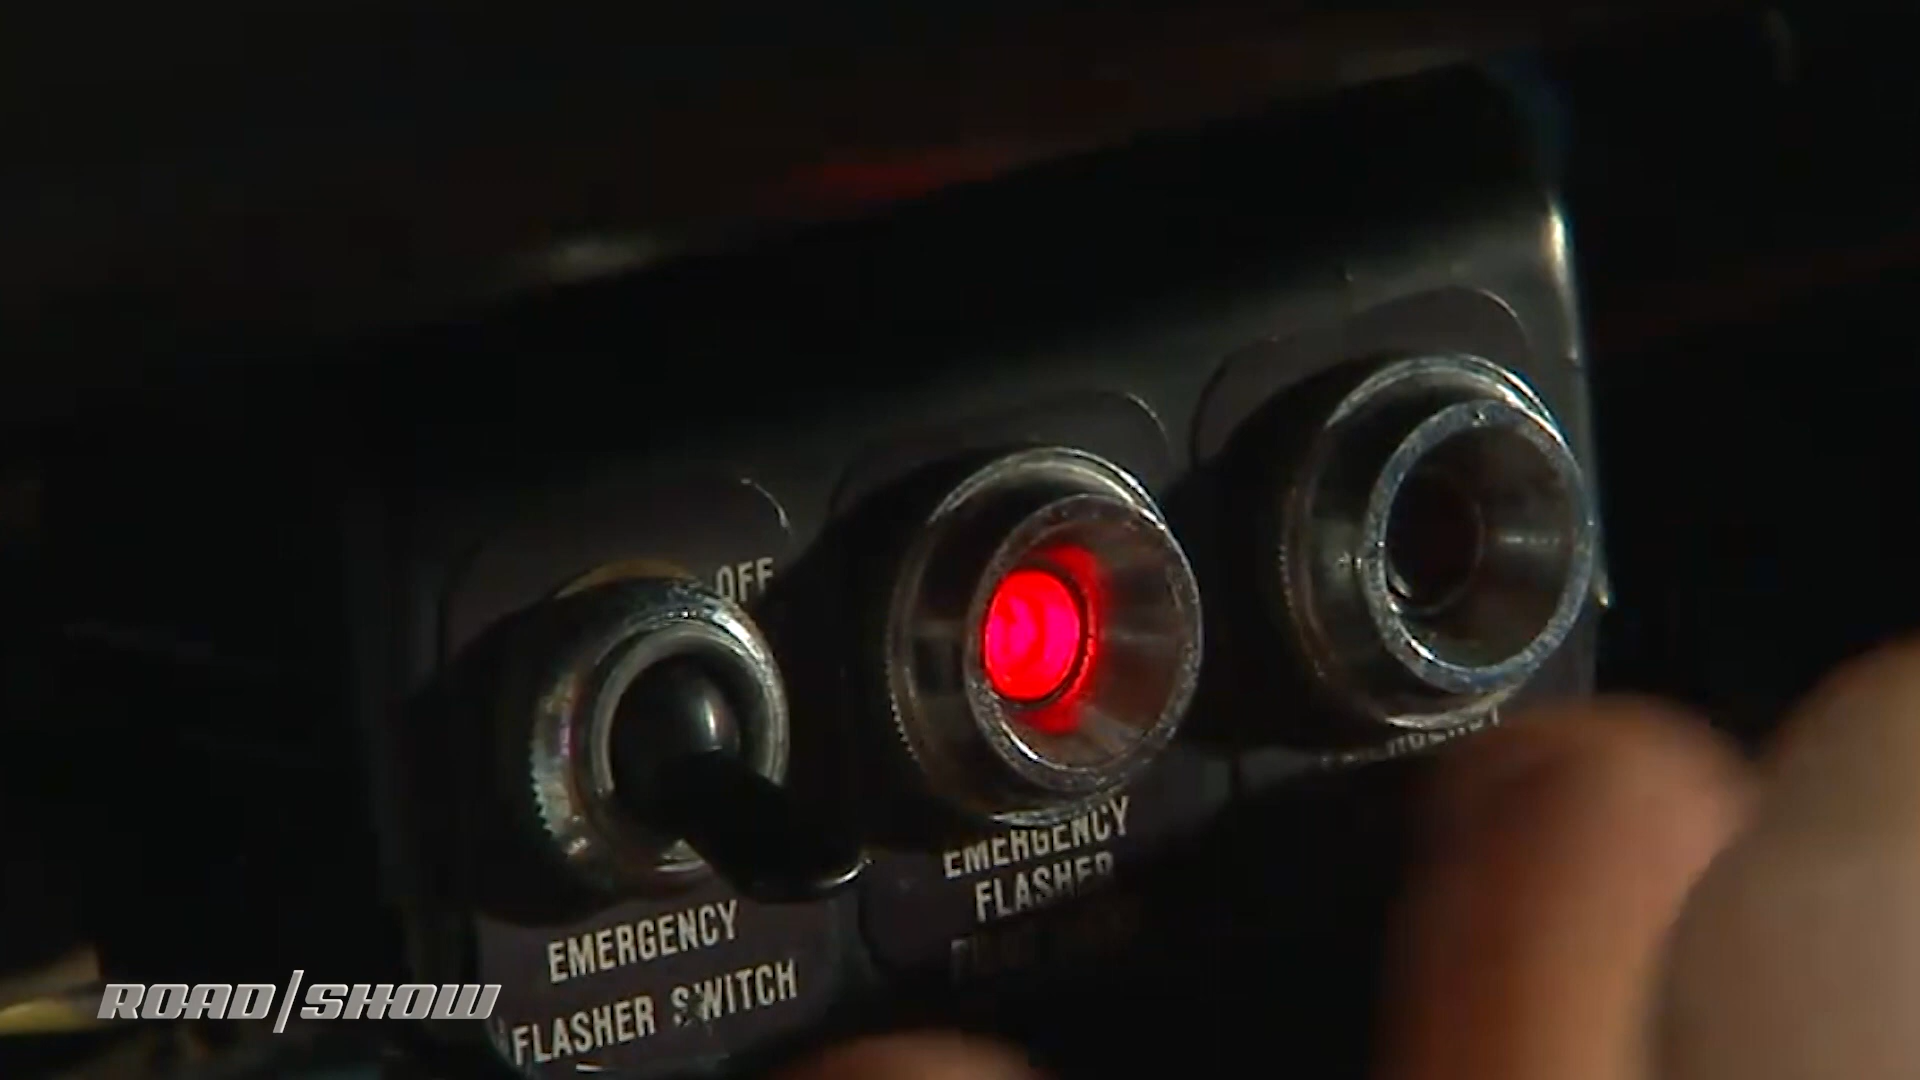 OFF
EMERGENCY
FLASHER
EMERGENCY
FLASHER SWITCH
ROAD/SHOW